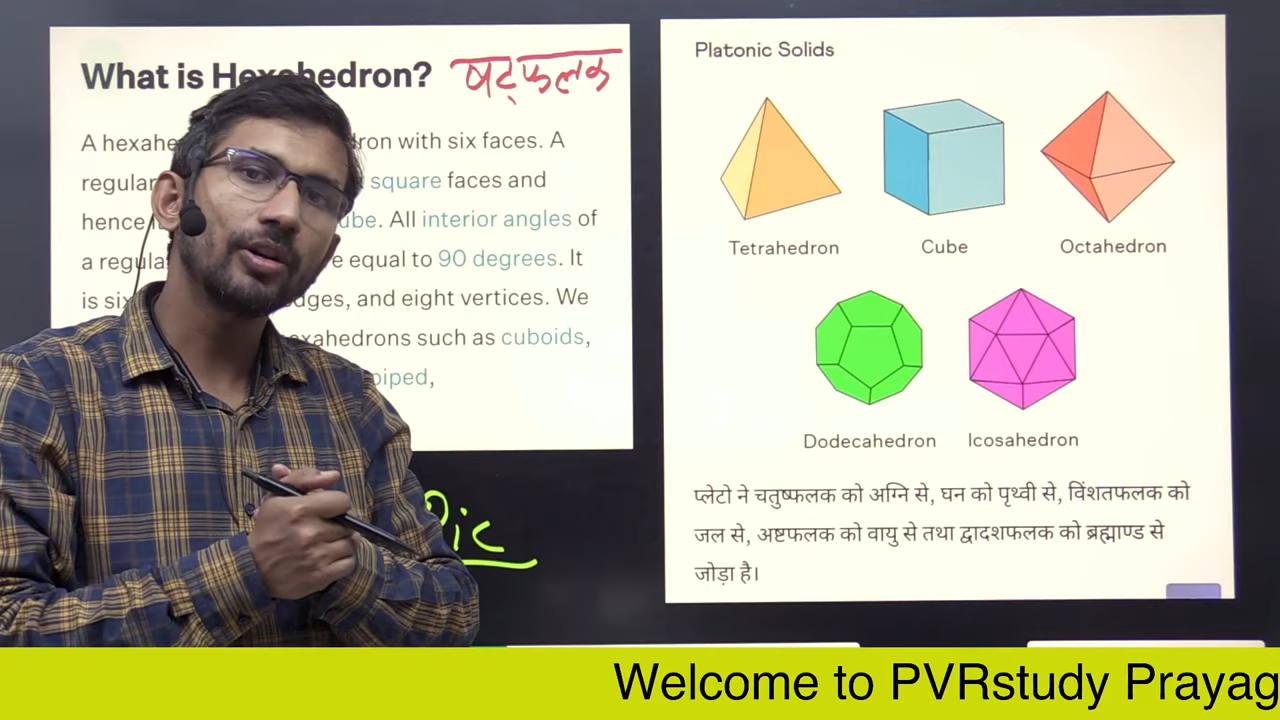 What is Hexahedron? षट्फलक
A hexahe dron with six faces. A
regular square faces and
hence ube. All interior angles of
a regula e equal to 90 degrees. It
is six dges, and eight vertices. We
exahedrons such as cuboids,
piped,
Platonic Solids
Tetrahedron Cube Octahedron
Dodecahedron Icosahedron
प्लेटो ने चतुष्फलक को अग्नि से, घन को पृथ्वी से, विंशतफलक को
जल से, अष्टफलक को वायु से तथा द्वादशफलक को ब्रह्माण्ड से
जोड़ा है।
Welcome to PVRstudy Prayag